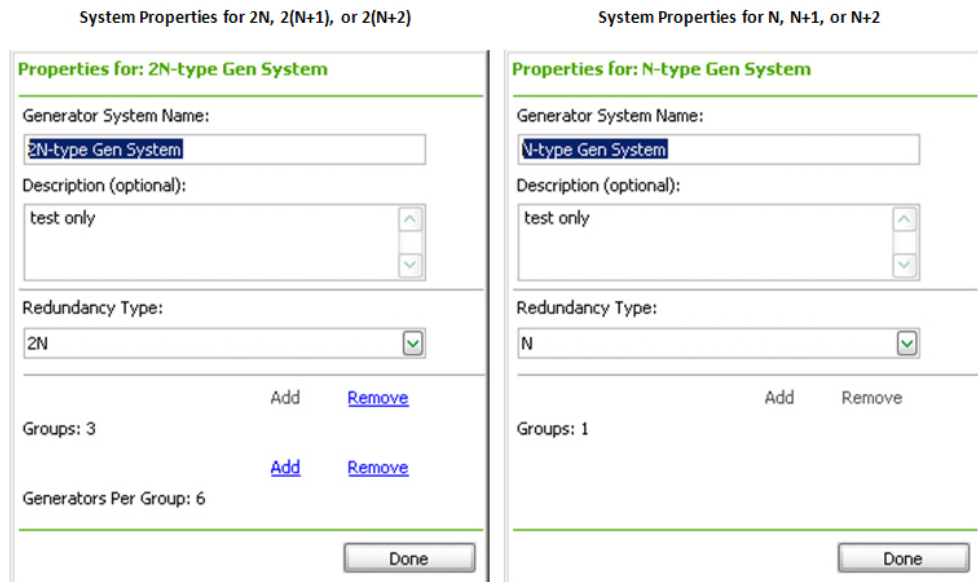 System Properties for 2N, 2(N+1), or 2(N+2)
Properties for: 2N-type Gen System
Generator System Name:
2N-type Gen System
Description (optional):
test only
Redundancy Type:
2N
Add Remove
Groups: 3
Add Remove
Generators Per Group: 6
Done
System Properties for N, N+1, or N+2
Properties for: N-type Gen System
Generator System Name:
N-type Gen System
Description (optional):
test only
Redundancy Type:
N
Add Remove
Groups: 1
Done